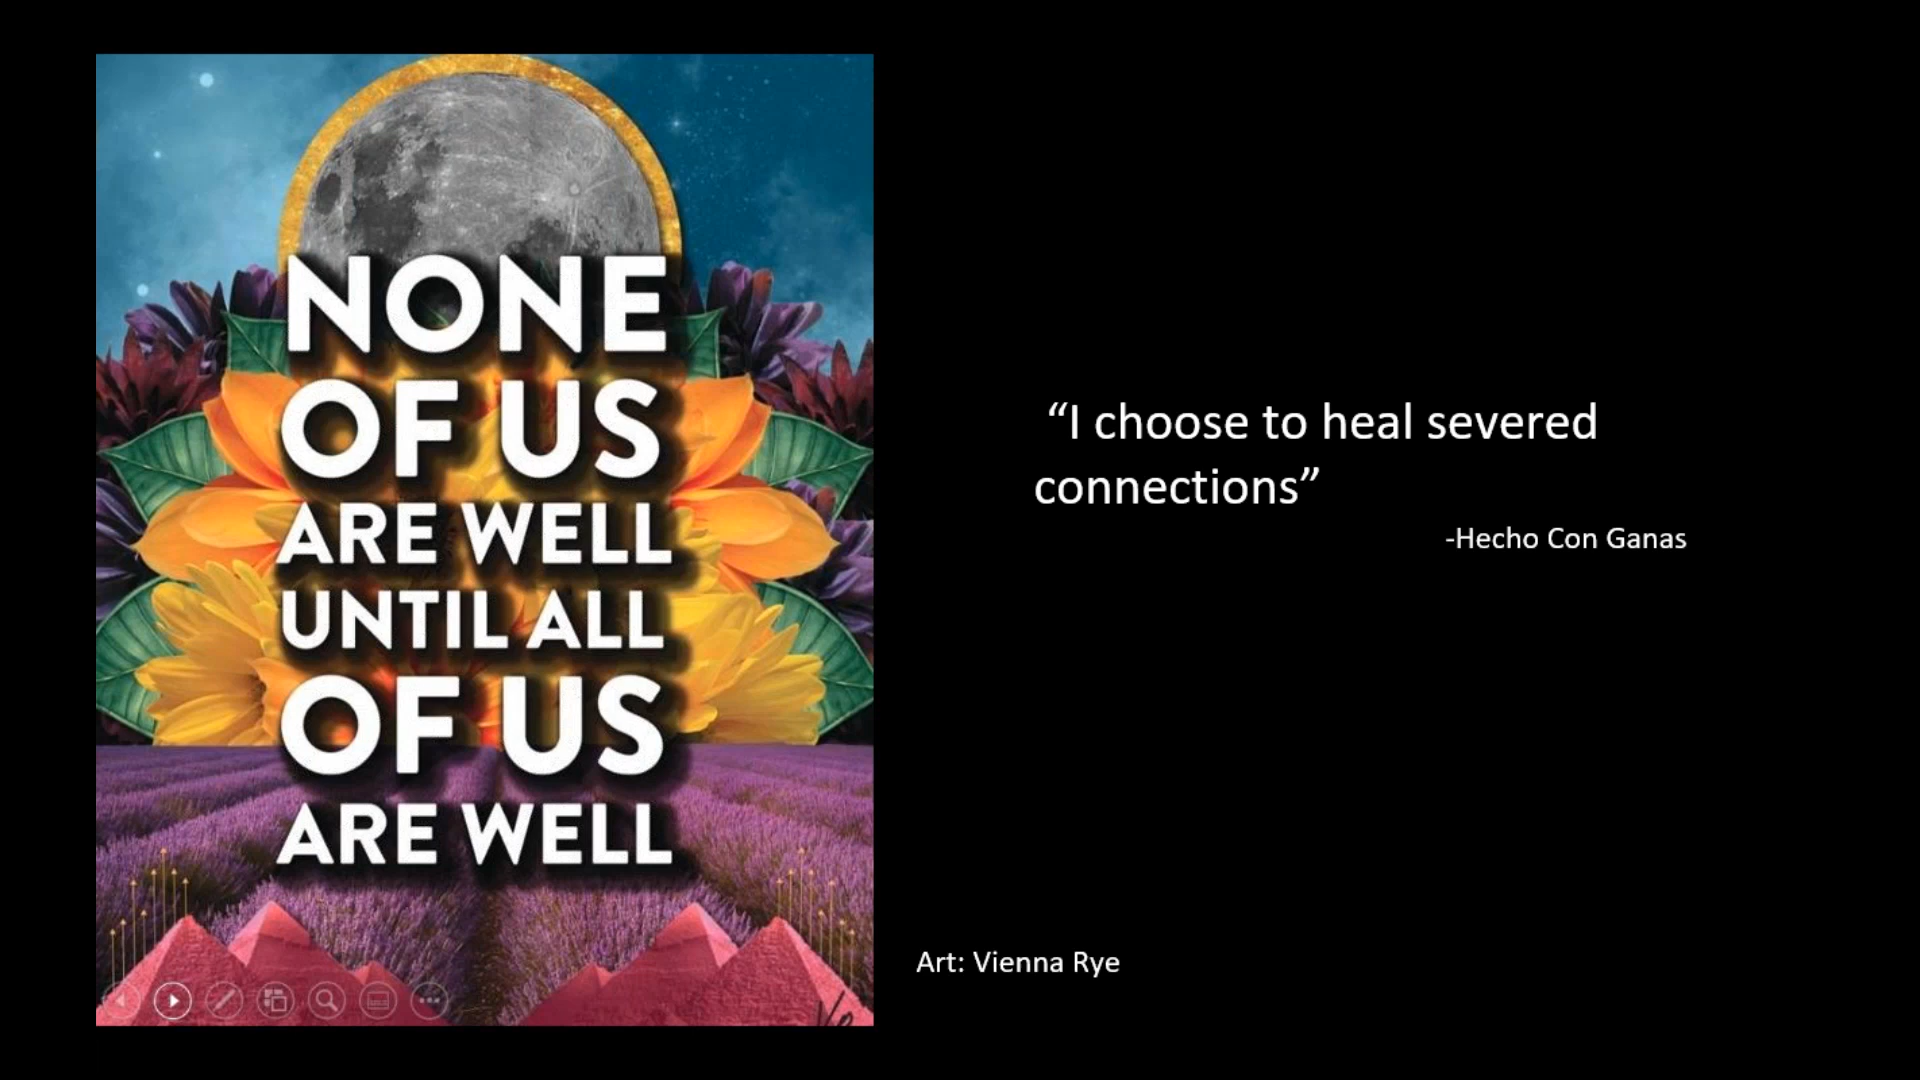 NONE
OF US
ARE WELL
UNTIL ALL
OF US
ARE WELL
“I choose to heal severed
connections”
-Hecho Con Ganas
Art: Vienna Rye